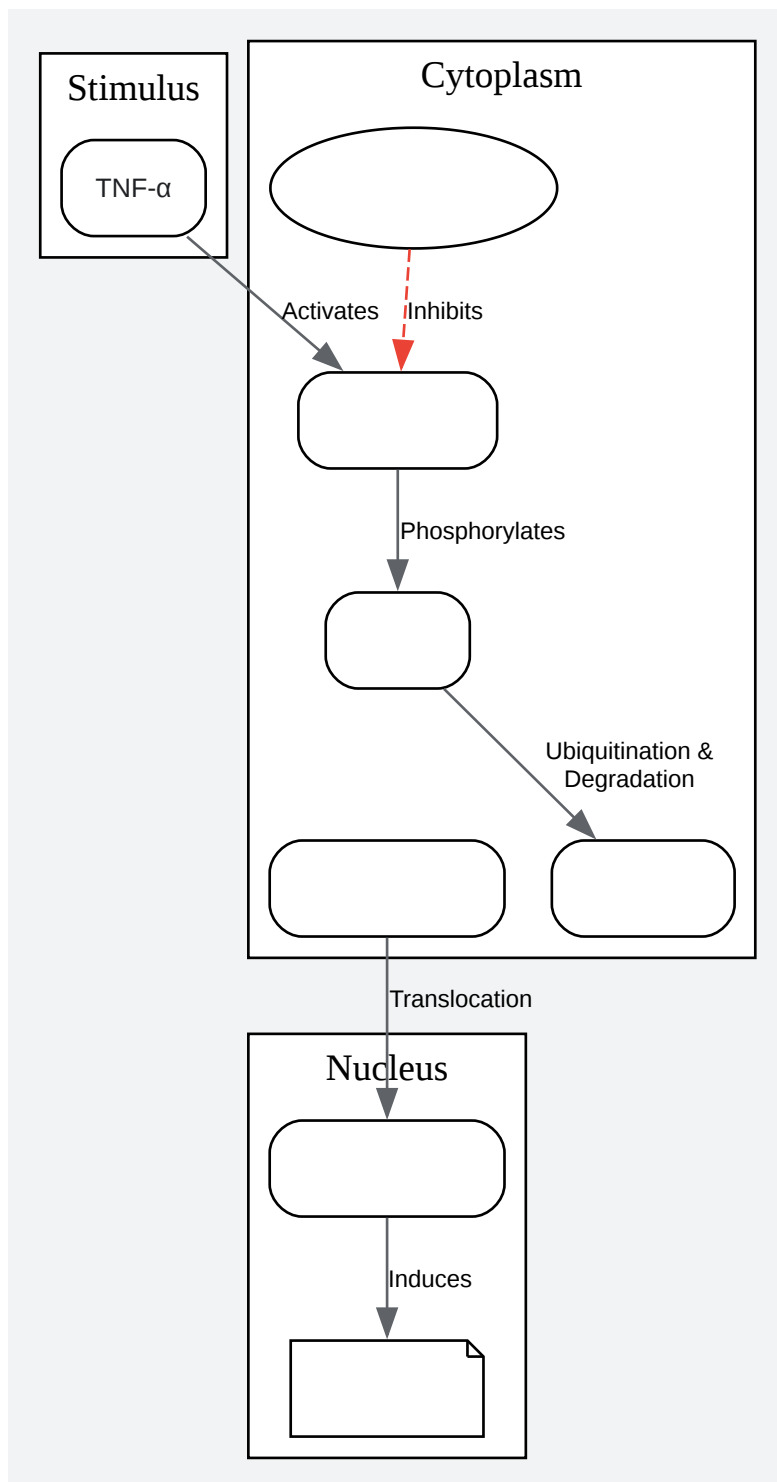 Stimulus
Cytoplasm
TNF-α
Activates
Inhibits
Phosphorylates
Ubiquitination &
Degradation
Translocation
Nucleus
Induces